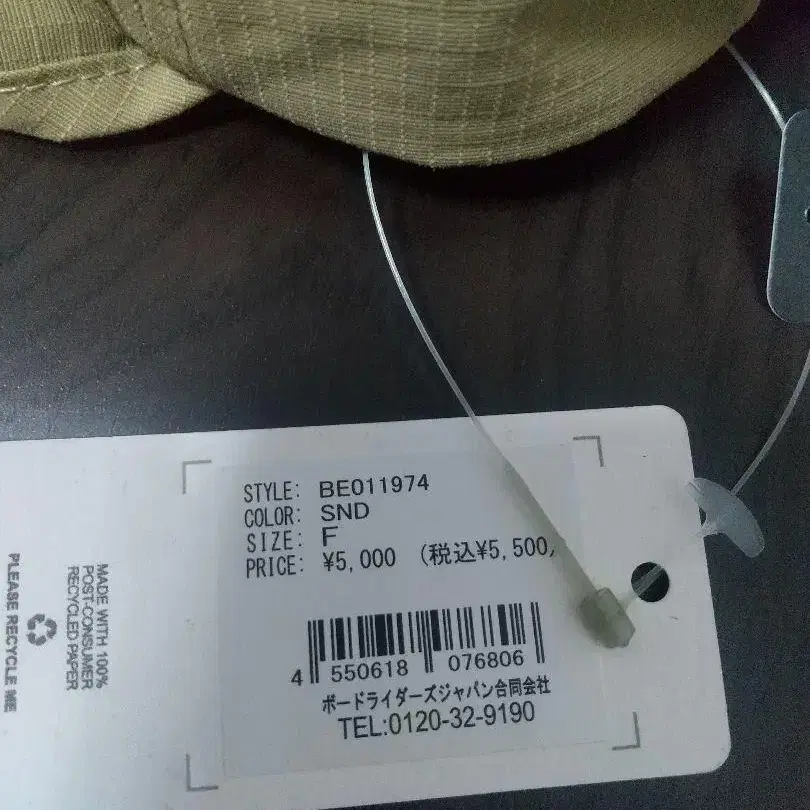 STYLE: BE011974
COLOR: SND
SIZE: F
PRICE: ¥5,000 (税込¥5,500)
4 550618 076806
ボードライダーズジャパン合同会社
TEL:0120-32-9190
MADE WITH 100%
POST-CONSUMER
RECYCLED PAPER
PLEASE RECYCLE ME